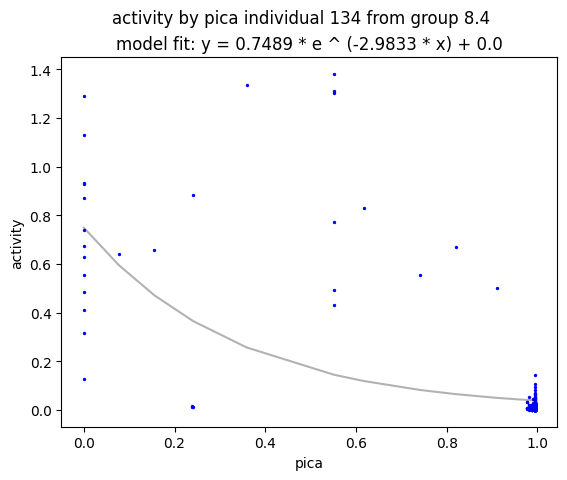 activity by pica individual 134 from group 8.4
model fit: y = 0.7489 * e ^ (-2.9833 * x) + 0.0
1.4
1.2
1.0
0.8
0.6
0.4
0.2
0.0
activity
0.0 0.2 0.4 0.6 0.8 1.0
pica